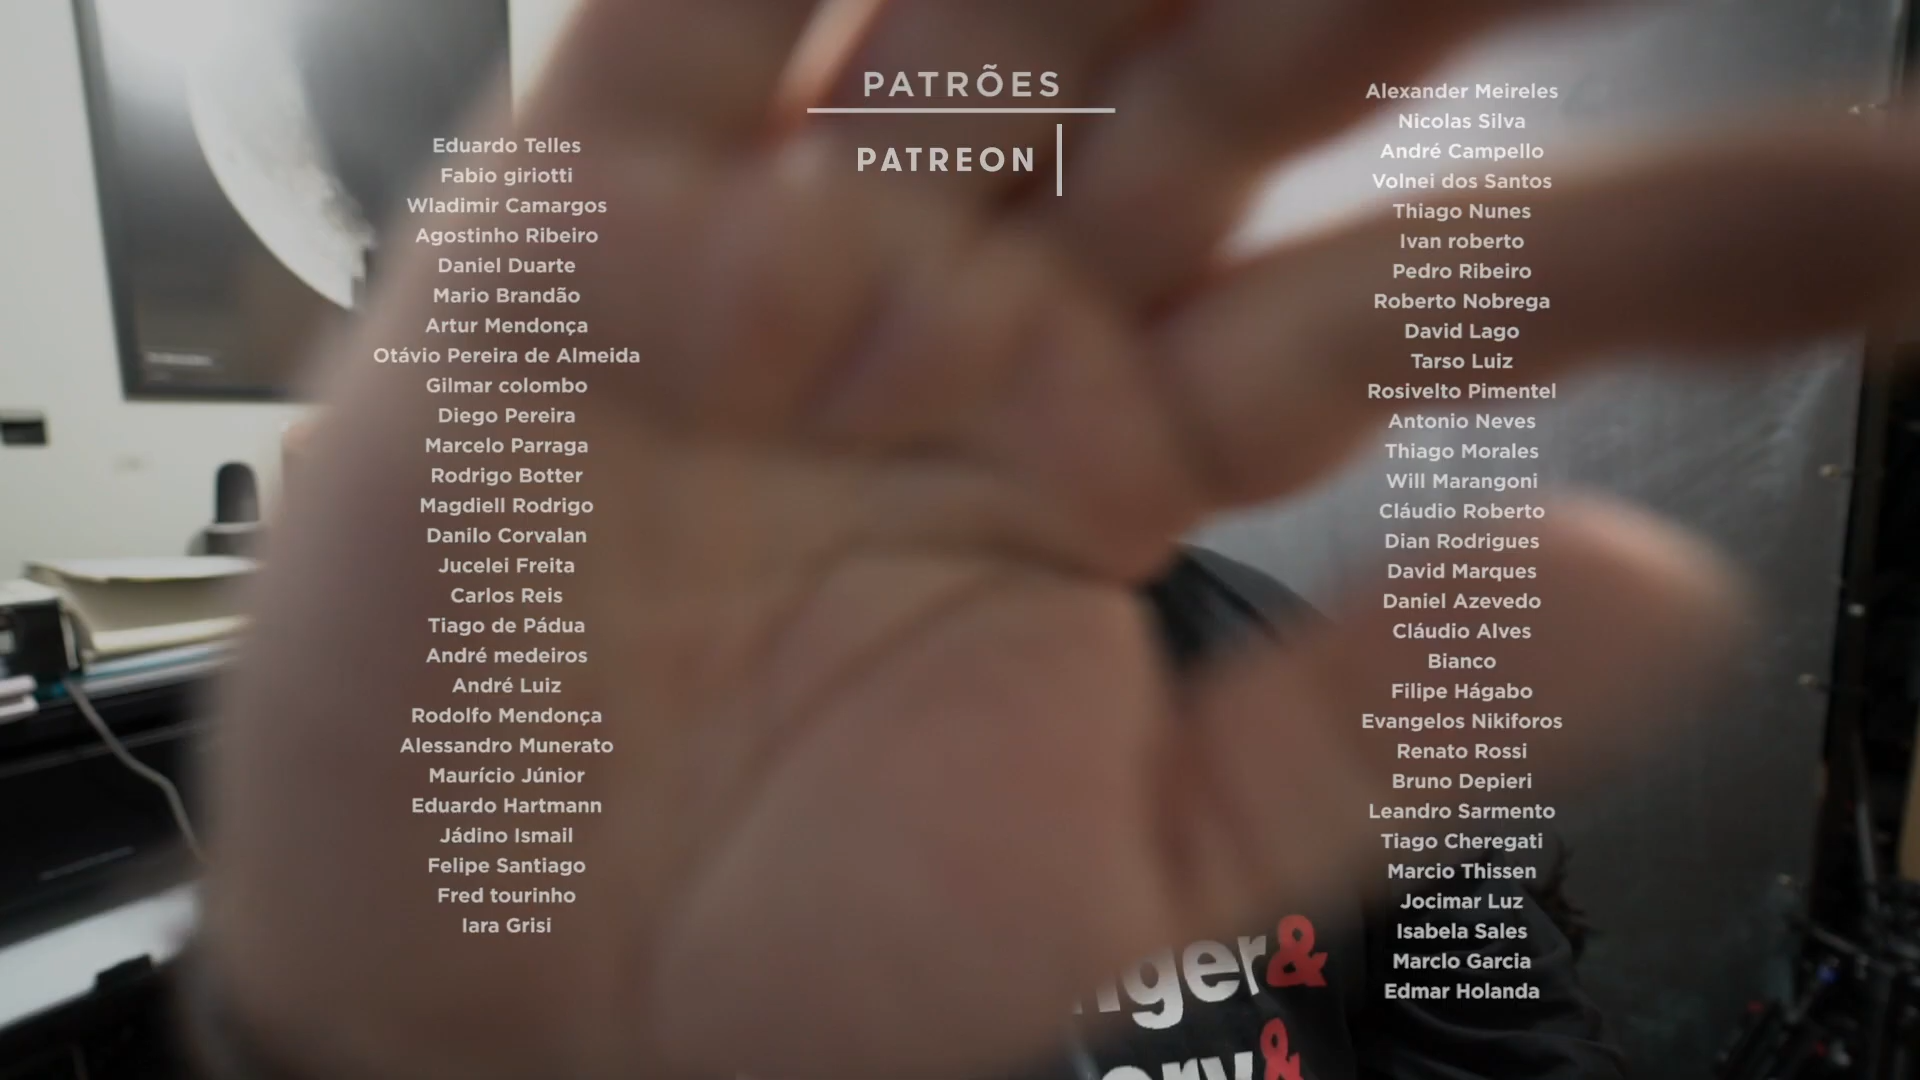 PATRÕES
PATREON
Eduardo Telles
Fabio giriotti
Wladimir Camargos
Agostinho Ribeiro
Daniel Duarte
Mario Brandão
Artur Mendonça
Otávio Pereira de Almeida
Gilmar colombo
Diego Pereira
Marcelo Parraga
Rodrigo Botter
Magdiell Rodrigo
Danilo Corvalan
Jucelei Freita
Carlos Reis
Tiago de Pádua
André medeiros
André Luiz
Rodolfo Mendonça
Alessandro Munerato
Maurício Júnior
Eduardo Hartmann
Jádino Ismail
Felipe Santiago
Fred tourinho
Iara Grisi
Alexander Meireles
Nicolas Silva
André Campello
Volnei dos Santos
Thiago Nunes
Ivan roberto
Pedro Ribeiro
Roberto Nobrega
David Lago
Tarso Luiz
Rosivelto Pimentel
Antonio Neves
Thiago Morales
Will Marangoni
Cláudio Roberto
Dian Rodrigues
David Marques
Daniel Azevedo
Cláudio Alves
Bianco
Filipe Hágabo
Evangelos Nikiforos
Renato Rossi
Bruno Depieri
Leandro Sarmento
Tiago Cheregati
Marcio Thissen
Jocimar Luz
Isabela Sales
Marclo Garcia
Edmar Holanda